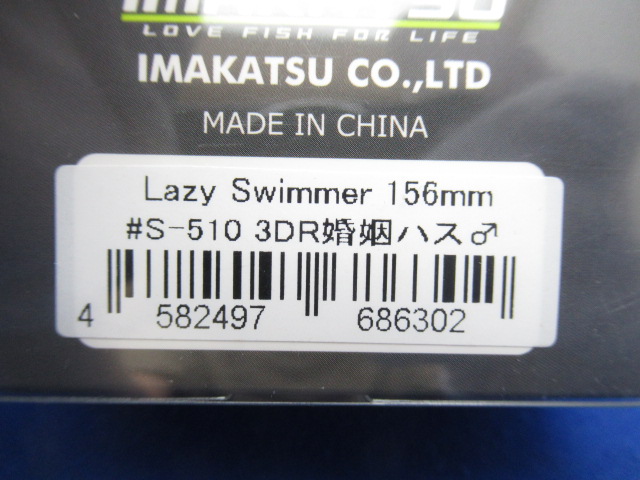 IMAKATSU
LOVE FISH FOR LIFE
IMAKATSU CO.,LTD
MADE IN CHINA
Lazy Swimmer 156mm
#S-510 3DR婚姻ハス♂
4 582497 686302